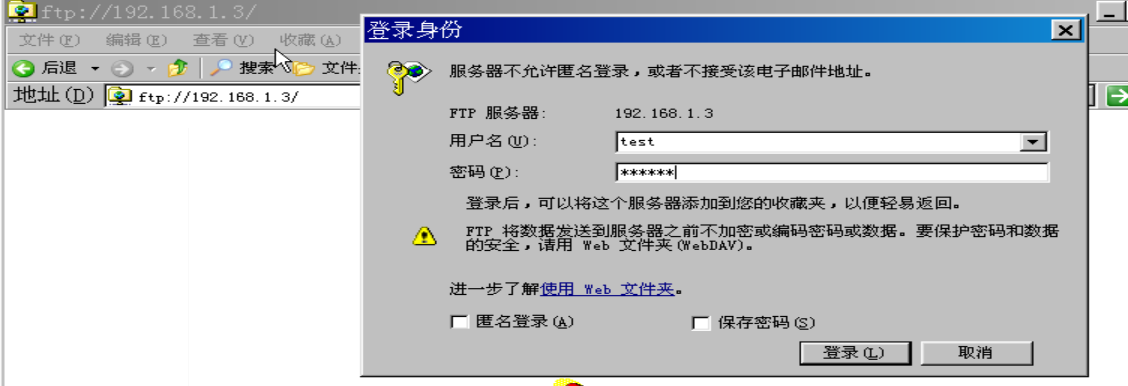 ftp://192.168.1.3/
文件(F) 编辑(E) 查看(V) 收藏(A)
后退 搜索 文件
地址(D) ftp://192.168.1.3/
登录身份
服务器不允许匿名登录,或者不接受该电子邮件地址。
FTP 服务器: 192.168.1.3
用户名(U): test
密码(P): ******
登录后,可以将这个服务器添加到您的收藏夹,以便轻易返回。
FTP 将数据发送到服务器之前不加密或编码密码或数据。要保护密码和数据
的安全,请用 Web 文件夹(WebDAV)。
进一步了解使用 Web 文件夹。
匿名登录(A) 保存密码(S)
登录(L) 取消